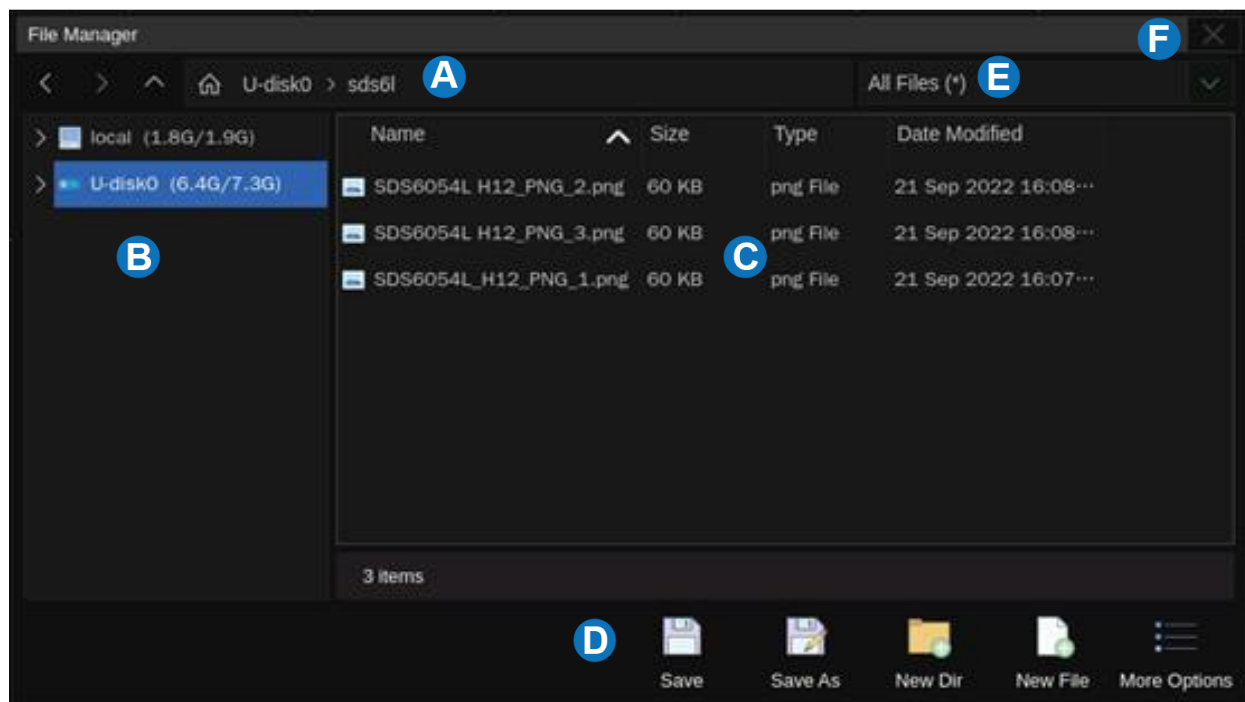 File Manager
F
U-disk0 > sds6l
A
All Files (*)
E
local (1.8G/1.9G)
U-disk0 (6.4G/7.3G)
B
Name Size Type Date Modified
SDS6054L H12_PNG_2.png 60 KB png File 21 Sep 2022 16:08···
SDS6054L H12_PNG_3.png 60 KB png File 21 Sep 2022 16:08···
C
SDS6054L_H12_PNG_1.png 60 KB png File 21 Sep 2022 16:07···
3 items
D
Save Save As New Dir New File More Options